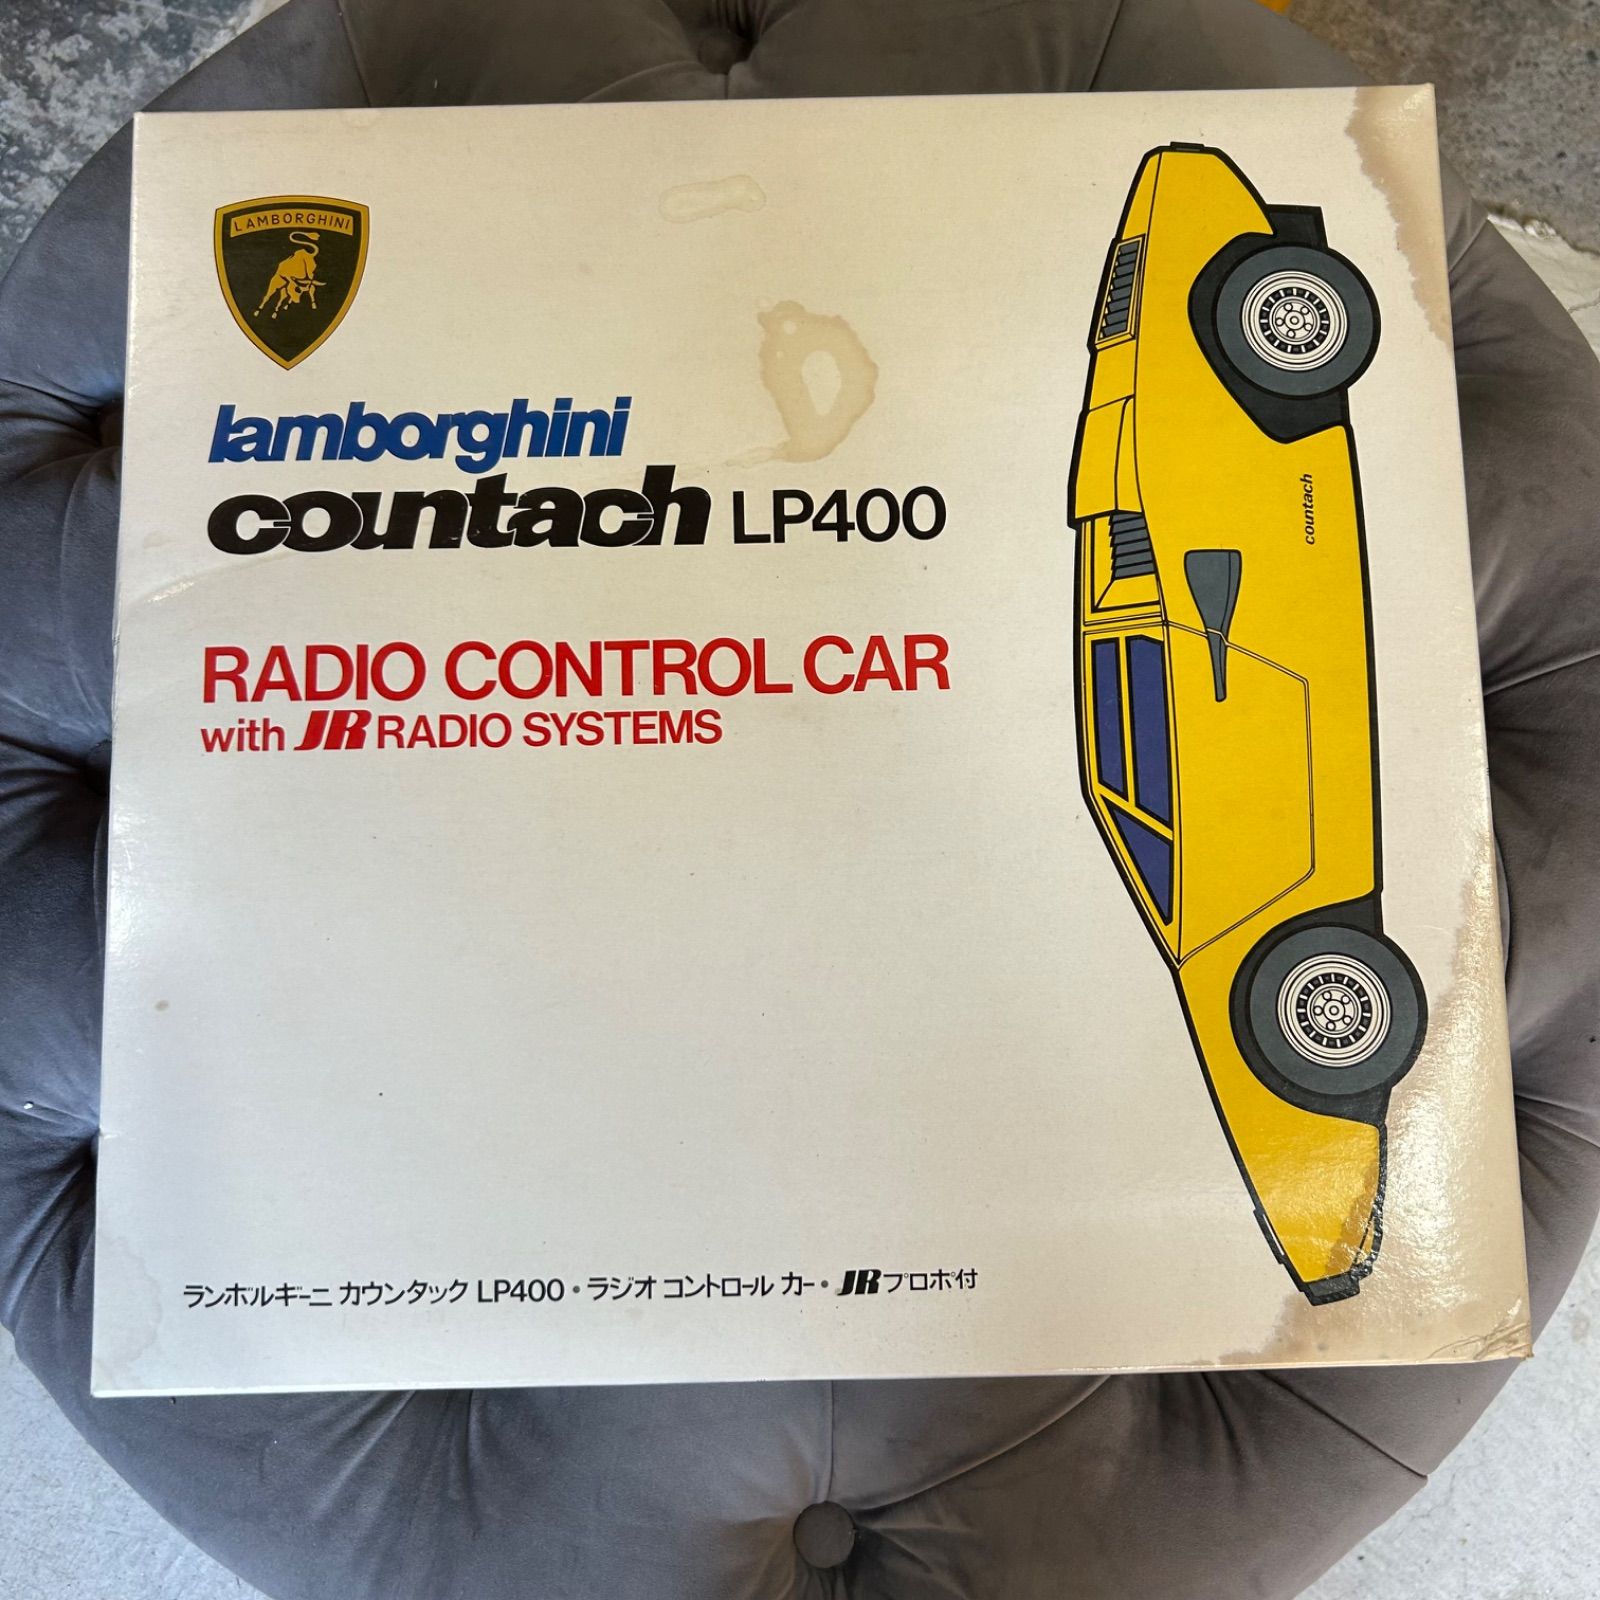 LAMBORGHINI
lamborghini
countach LP400
countach
RADIO CONTROL CAR
with JR RADIO SYSTEMS
ランボルギーニ カウンタック LP400・ラジオ コントロール カー・JRプロポ付